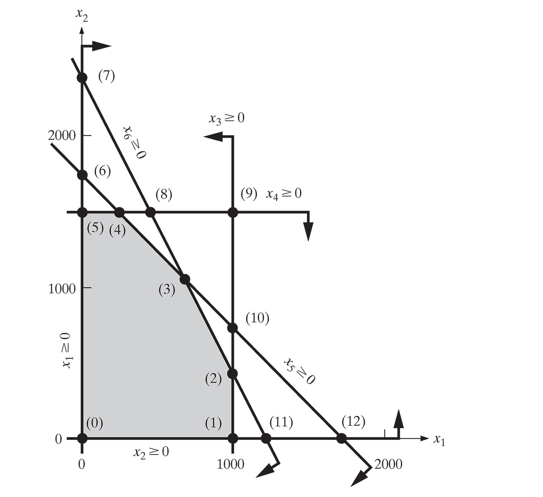 x₂
(7)
x₆ ≥ 0
x₃ ≥ 0
2000
(6)
(8)
(9) x₄ ≥ 0
(5) (4)
1000
(3)
(10)
x₁ ≥ 0
x₅ ≥ 0
(2)
(0)
(1)
(11)
(12)
0
x₁
x₂ ≥ 0
0
1000
2000